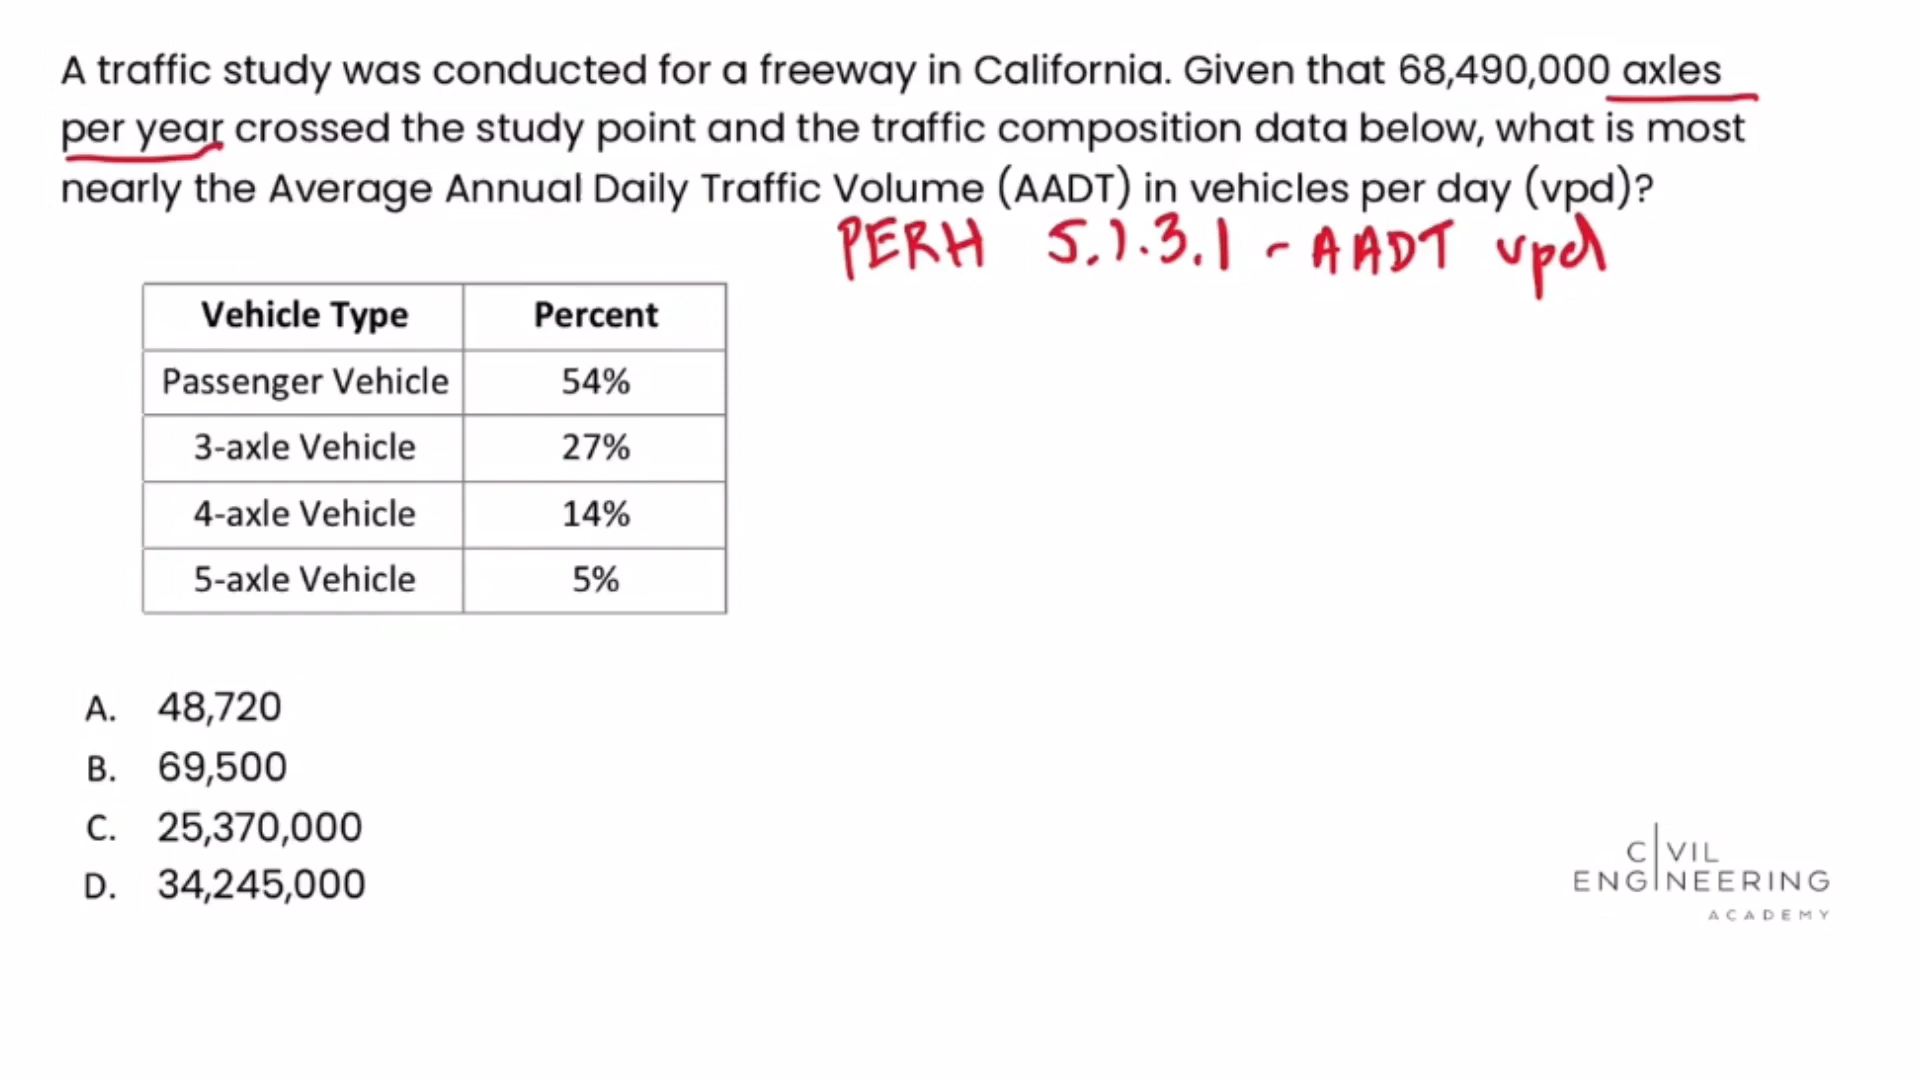 A traffic study was conducted for a freeway in California. Given that 68,490,000 axles
per year crossed the study point and the traffic composition data below, what is most
nearly the Average Annual Daily Traffic Volume (AADT) in vehicles per day (vpd)?
PERH 5.1.3.1 - AADT vpd
Vehicle Type Percent
Passenger Vehicle 54%
3-axle Vehicle 27%
4-axle Vehicle 14%
5-axle Vehicle 5%
A. 48,720
B. 69,500
C. 25,370,000
D. 34,245,000
CIVIL
ENGINEERING
ACADEMY